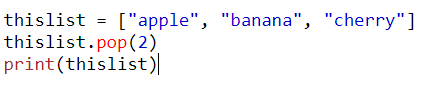 thislist = ["apple", "banana", "cherry"]
thislist.pop(2)
print(thislist)